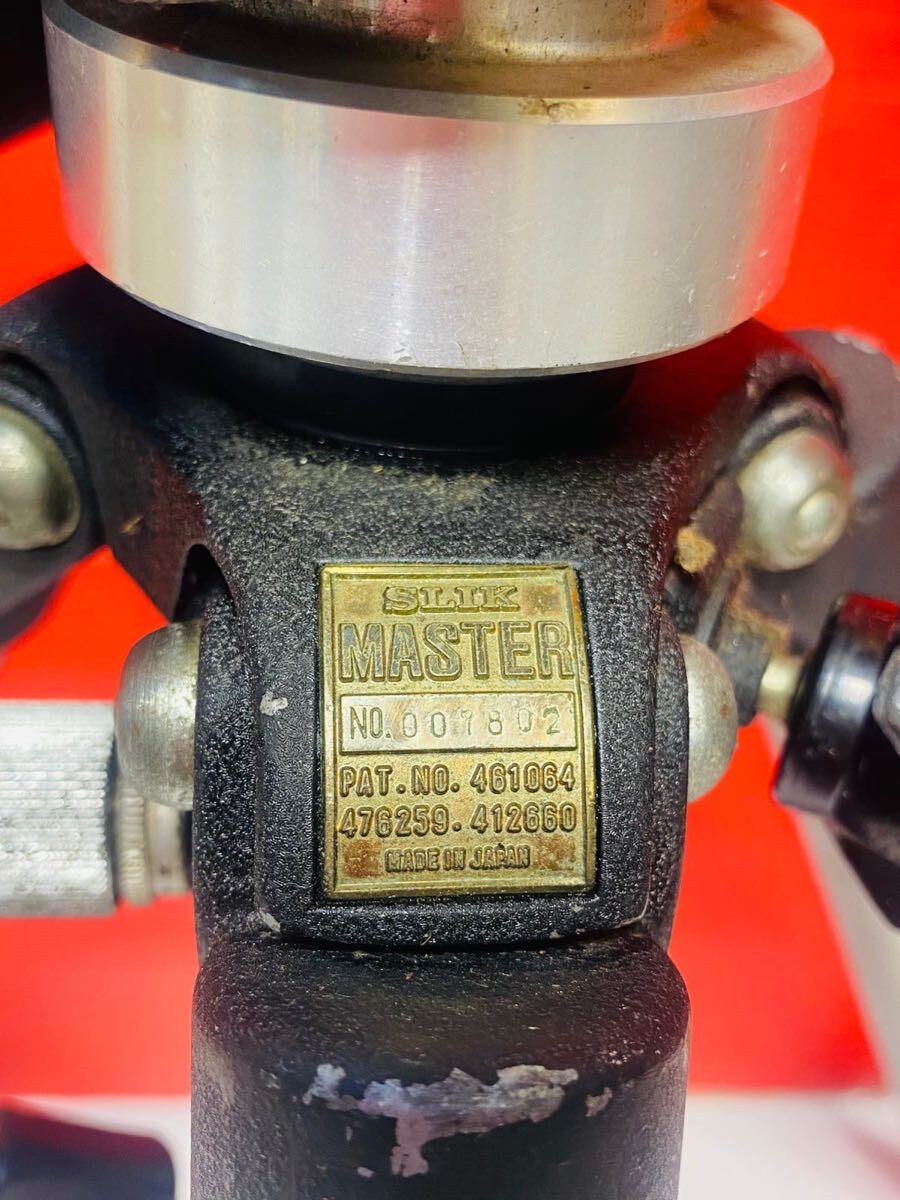 SLIK
MASTER
NO. 007802
PAT. NO. 461064
476259. 412660
MADE IN JAPAN